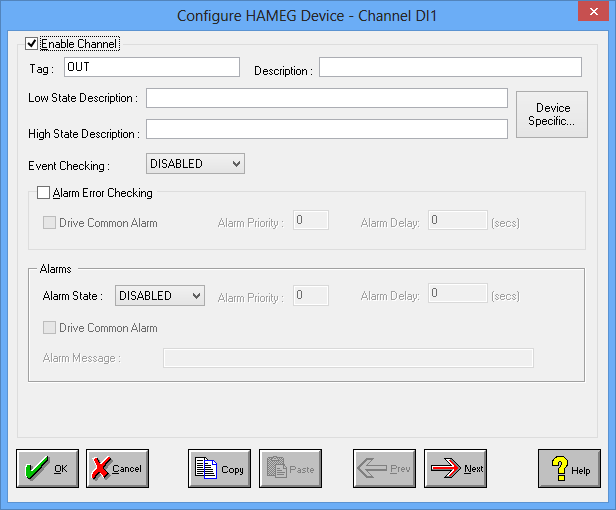 Configure HAMEG Device - Channel DI1
Enable Channel
Tag : OUT Description :
Low State Description :
Device Specific...
High State Description :
Event Checking : DISABLED
Alarm Error Checking
Drive Common Alarm Alarm Priority : 0 Alarm Delay: 0 (secs)
Alarms
Alarm State : DISABLED Alarm Priority : 0 Alarm Delay: 0 (secs)
Drive Common Alarm
Alarm Message :
OK Cancel Copy Paste Prev Next Help